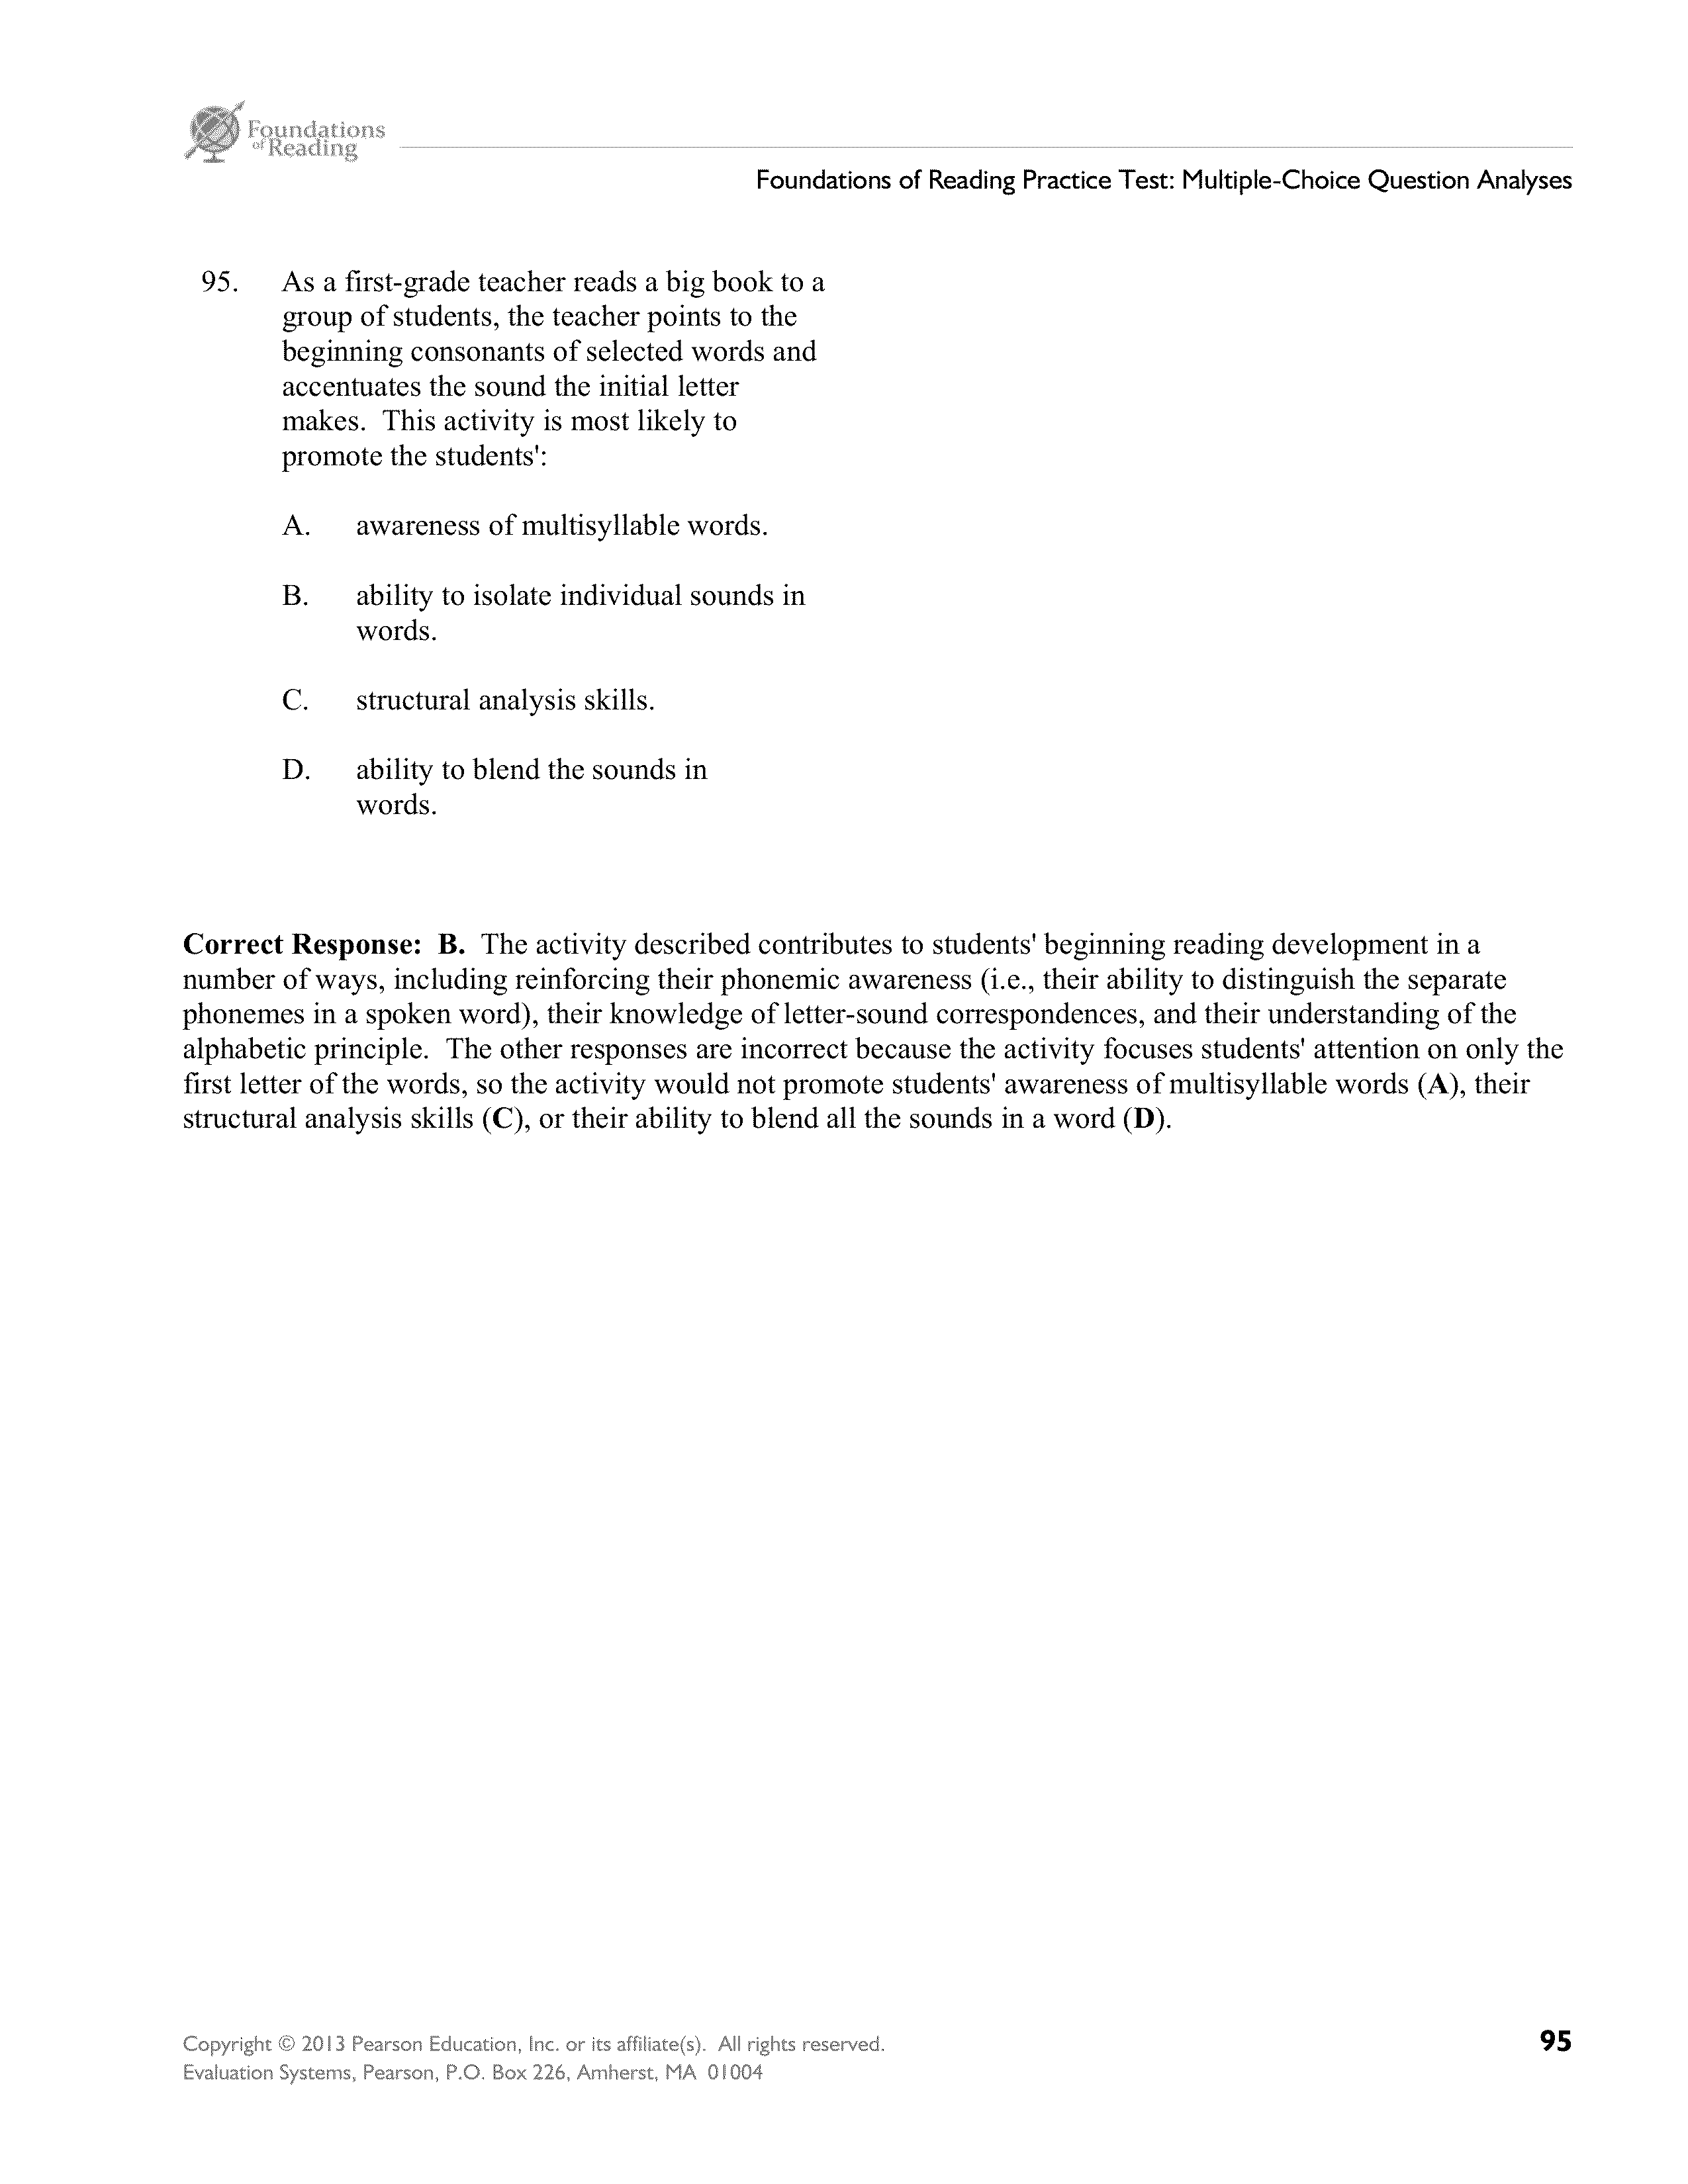 Foundations
of Reading
Foundations of Reading Practice Test: Multiple-Choice Question Analyses
95. As a first-grade teacher reads a big book to a
group of students, the teacher points to the
beginning consonants of selected words and
accentuates the sound the initial letter
makes. This activity is most likely to
promote the students':
A. awareness of multisyllable words.
B. ability to isolate individual sounds in
words.
C. structural analysis skills.
D. ability to blend the sounds in
words.
Correct Response: B. The activity described contributes to students' beginning reading development in a
number of ways, including reinforcing their phonemic awareness (i.e., their ability to distinguish the separate
phonemes in a spoken word), their knowledge of letter-sound correspondences, and their understanding of the
alphabetic principle. The other responses are incorrect because the activity focuses students' attention on only the
first letter of the words, so the activity would not promote students' awareness of multisyllable words (A), their
structural analysis skills (C), or their ability to blend all the sounds in a word (D).
Copyright © 2013 Pearson Education, Inc. or its affiliate(s). All rights reserved.
Evaluation Systems, Pearson, P.O. Box 226, Amherst, MA 01004
95